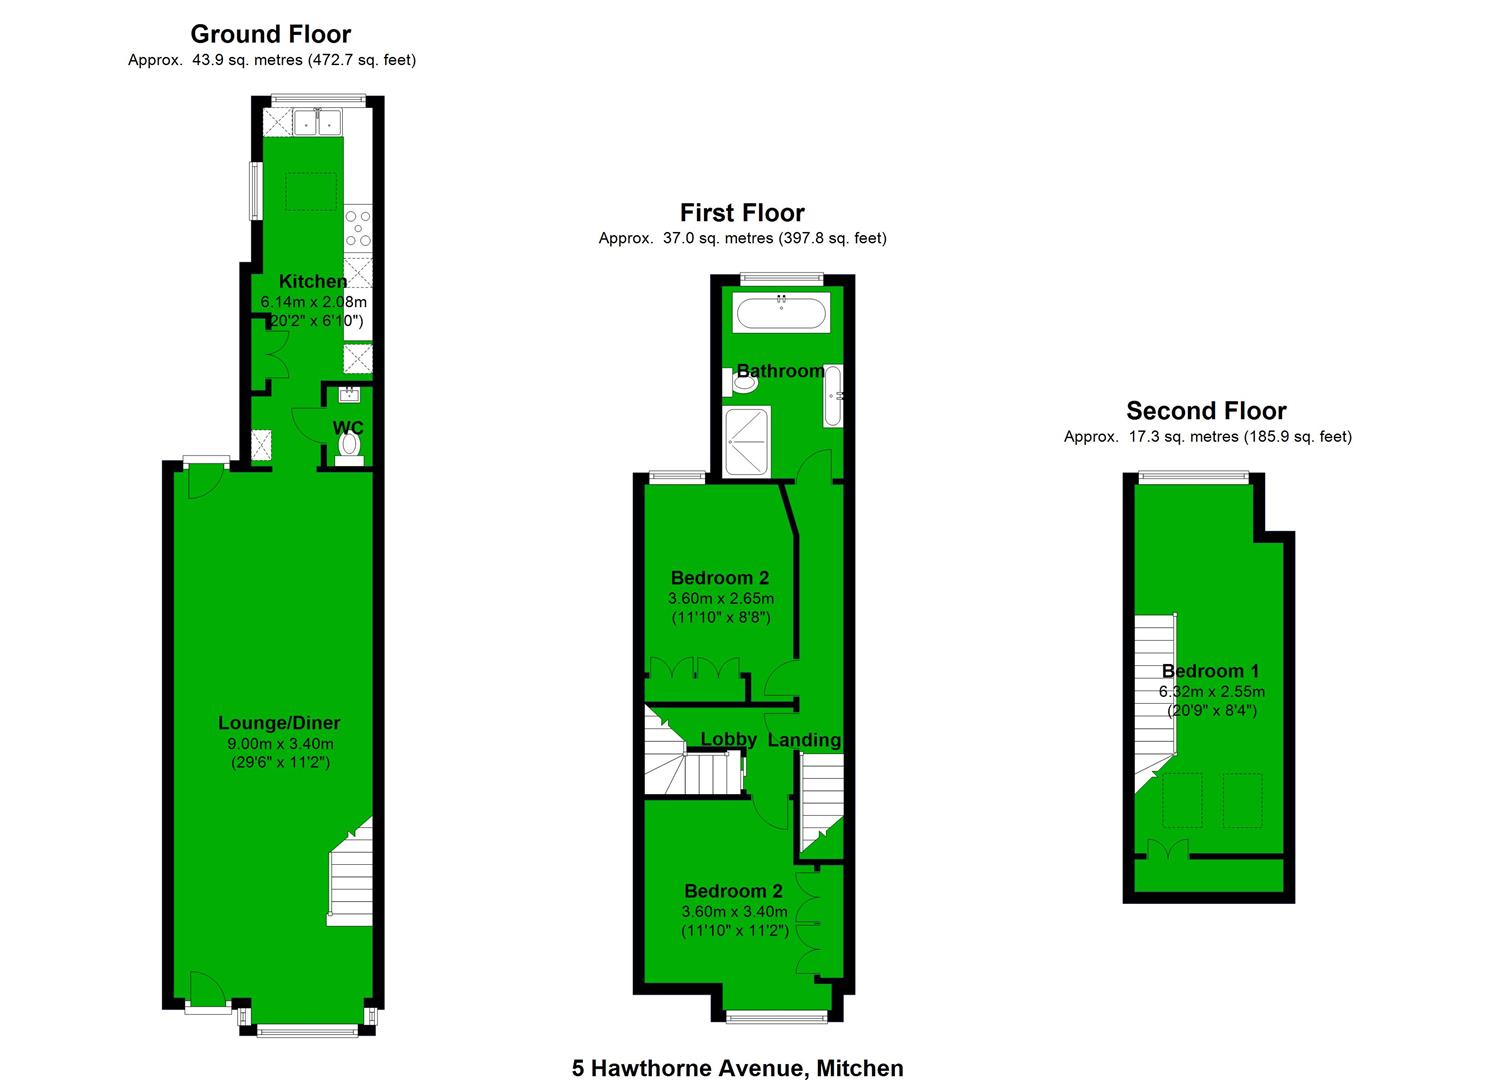 Ground Floor
Approx. 43.9 sq. metres (472.7 sq. feet)
Kitchen
6.14m x 2.08m
(20'2" x 6'10")
WC
Lounge/Diner
9.00m x 3.40m
(29'6" x 11'2")
First Floor
Approx. 37.0 sq. metres (397.8 sq. feet)
Bathroom
Bedroom 2
3.60m x 2.65m
(11'10" x 8'8")
Lobby
Landing
Bedroom 2
3.60m x 3.40m
(11'10" x 11'2")
Second Floor
Approx. 17.3 sq. metres (185.9 sq. feet)
Bedroom 1
6.32m x 2.55m
(20'9" x 8'4")
5 Hawthorne Avenue, Mitchen